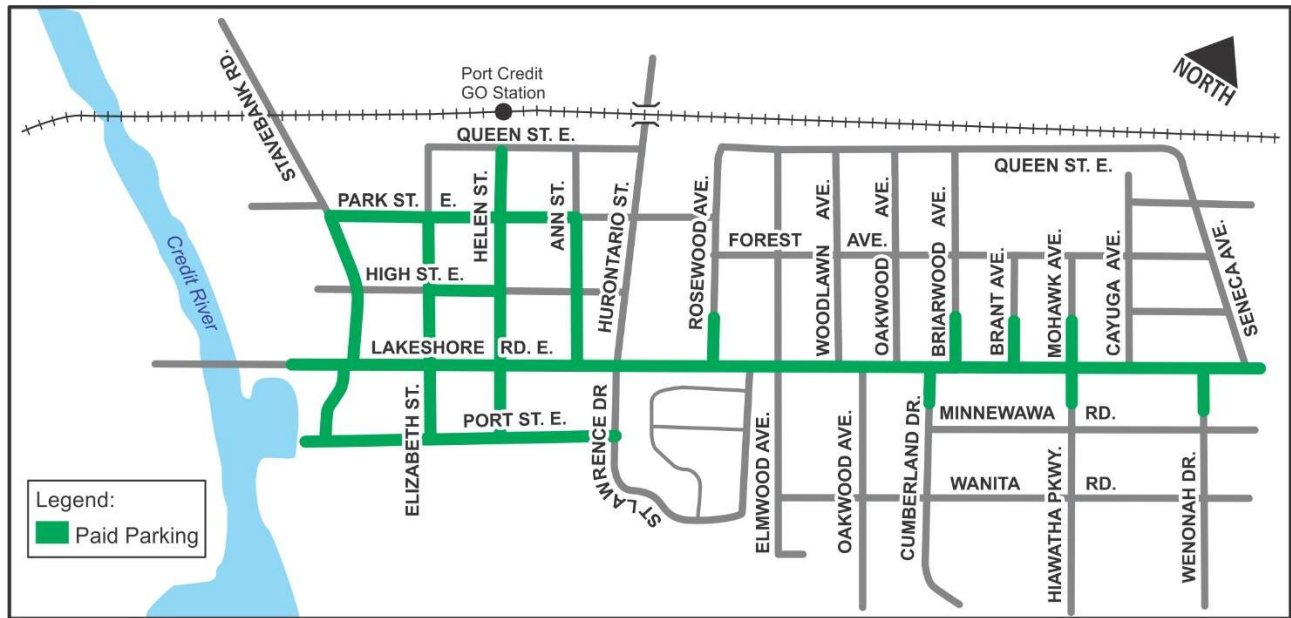 STAVEBANK RD.
Port Credit
GO Station
NORTH
QUEEN ST. E.
QUEEN ST. E.
PARK ST. E.
HELEN ST.
ANN ST.
HURONTARIO ST.
ROSEWOOD AVE.
FOREST AVE.
WOODLAWN AVE.
OAKWOOD AVE.
BRIARWOOD AVE.
BRANT AVE.
MOHAWK AVE.
CAYUGA AVE.
SENECA AVE.
Credit River
HIGH ST. E.
LAKESHORE RD. E.
ELIZABETH ST.
PORT ST. E.
ST LAWRENCE DR
ELMWOOD AVE.
OAKWOOD AVE.
CUMBERLAND DR.
MINNEWAWA RD.
WANITA RD.
HIAWATHA PKWY.
WENONAH DR.
Legend:
Paid Parking